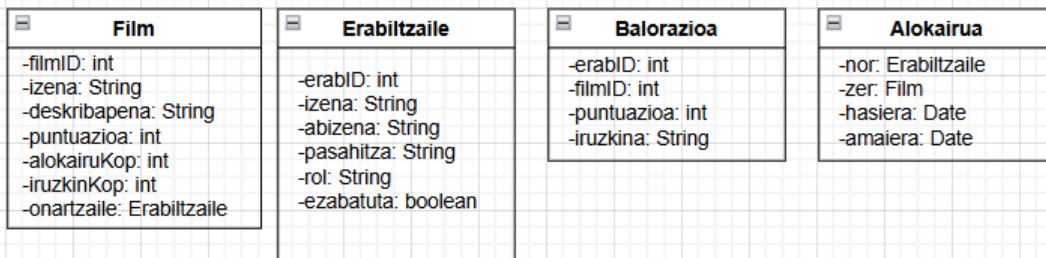 Film
-filmID: int
-izena: String
-deskribapena: String
-puntuazioa: int
-alokairuKop: int
-iruzkinKop: int
-onartzaile: Erabiltzaile
Erabiltzaile
-erabID: int
-izena: String
-abizena: String
-pasahitza: String
-rol: String
-ezabatuta: boolean
Balorazioa
-erabID: int
-filmID: int
-puntuazioa: int
-iruzkina: String
Alokairua
-nor: Erabiltzaile
-zer: Film
-hasiera: Date
-amaiera: Date